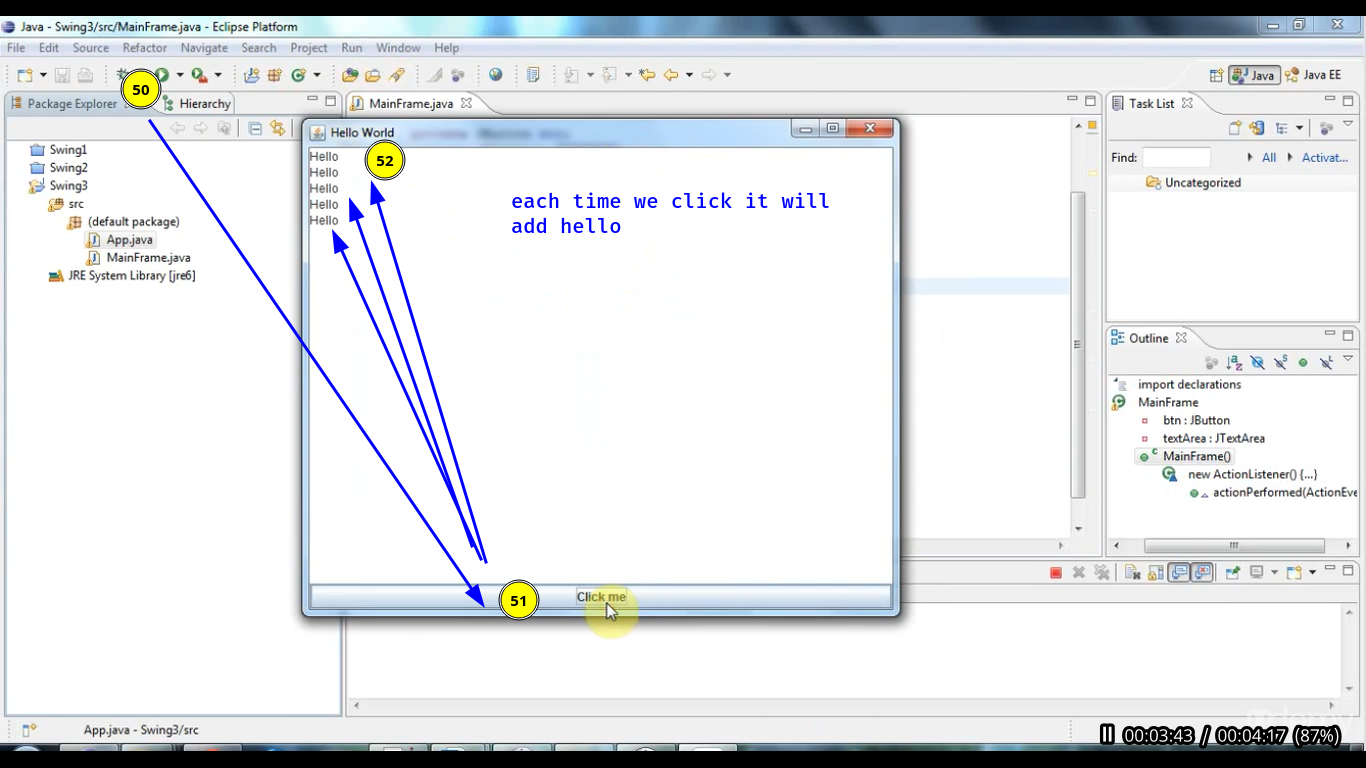 Java - Swing3/src/MainFrame.java - Eclipse Platform
File Edit Source Refactor Navigate Search Project Run Window Help
Java Java EE
50
Package Explorer Hierarchy MainFrame.java Task List
Hello World
Swing1
Swing2
Swing3
src
(default package)
App.java
MainFrame.java
JRE System Library [jre6]
Hello
Hello
Hello
Hello
Hello
52
each time we click it will
add hello
51
Click me
Find: All Activat...
Uncategorized
Outline
import declarations
MainFrame
btn : JButton
textArea : JTextArea
MainFrame()
new ActionListener() {...}
actionPerformed(ActionEve
App.java - Swing3/src
00:03:43 / 00:04:17 (87%)